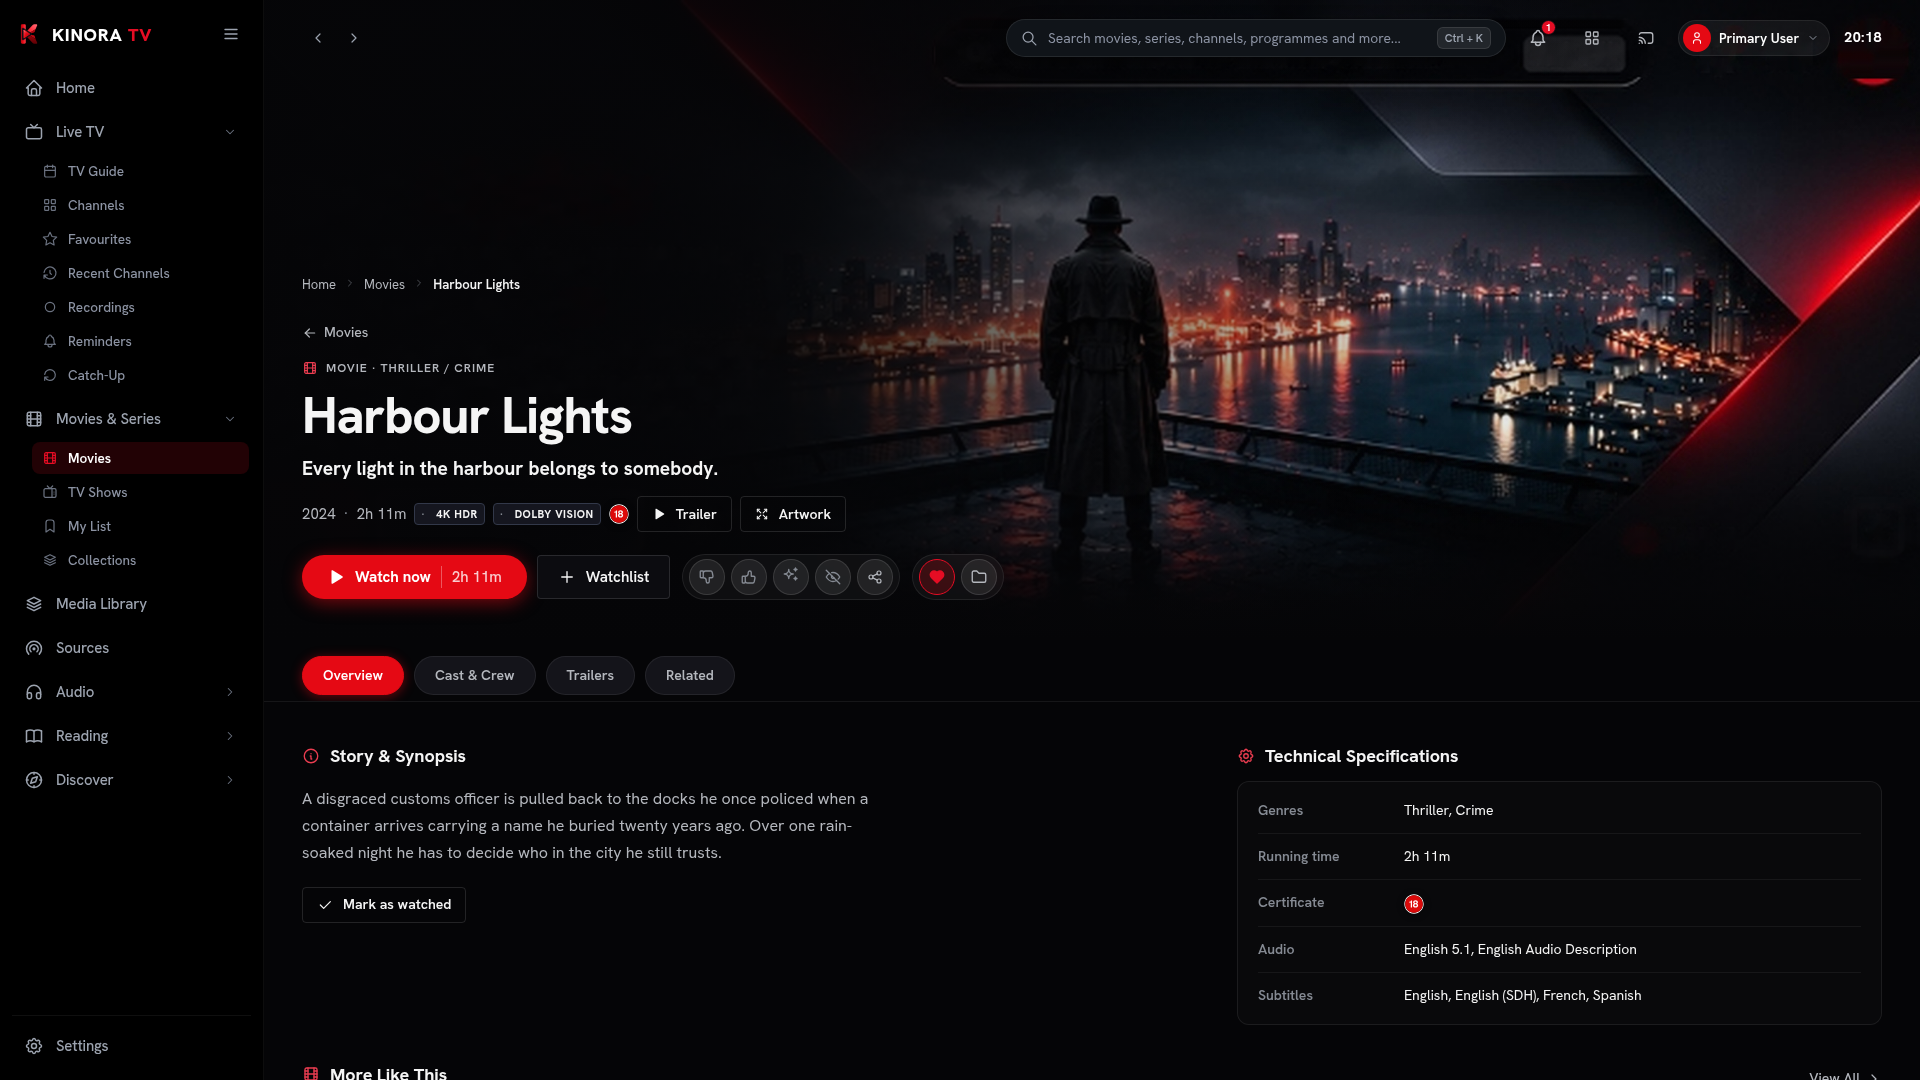 KINORA TV
Search movies, series, channels, programmes and more...
Ctrl + K
1
Primary User
20:18
Home
Live TV
TV Guide
Channels
Favourites
Recent Channels
Recordings
Reminders
Catch-Up
Movies & Series
Movies
TV Shows
My List
Collections
Media Library
Sources
Audio
Reading
Discover
Settings
Home > Movies > Harbour Lights
← Movies
MOVIE · THRILLER / CRIME
Harbour Lights
Every light in the harbour belongs to somebody.
2024 · 2h 11m · 4K HDR · DOLBY VISION 18 Trailer Artwork
Watch now 2h 11m + Watchlist
Overview Cast & Crew Trailers Related
Story & Synopsis
A disgraced customs officer is pulled back to the docks he once policed when a
container arrives carrying a name he buried twenty years ago. Over one rain-
soaked night he has to decide who in the city he still trusts.
Mark as watched
Technical Specifications
Genres Thriller, Crime
Running time 2h 11m
Certificate 18
Audio English 5.1, English Audio Description
Subtitles English, English (SDH), French, Spanish
More Like This
View All